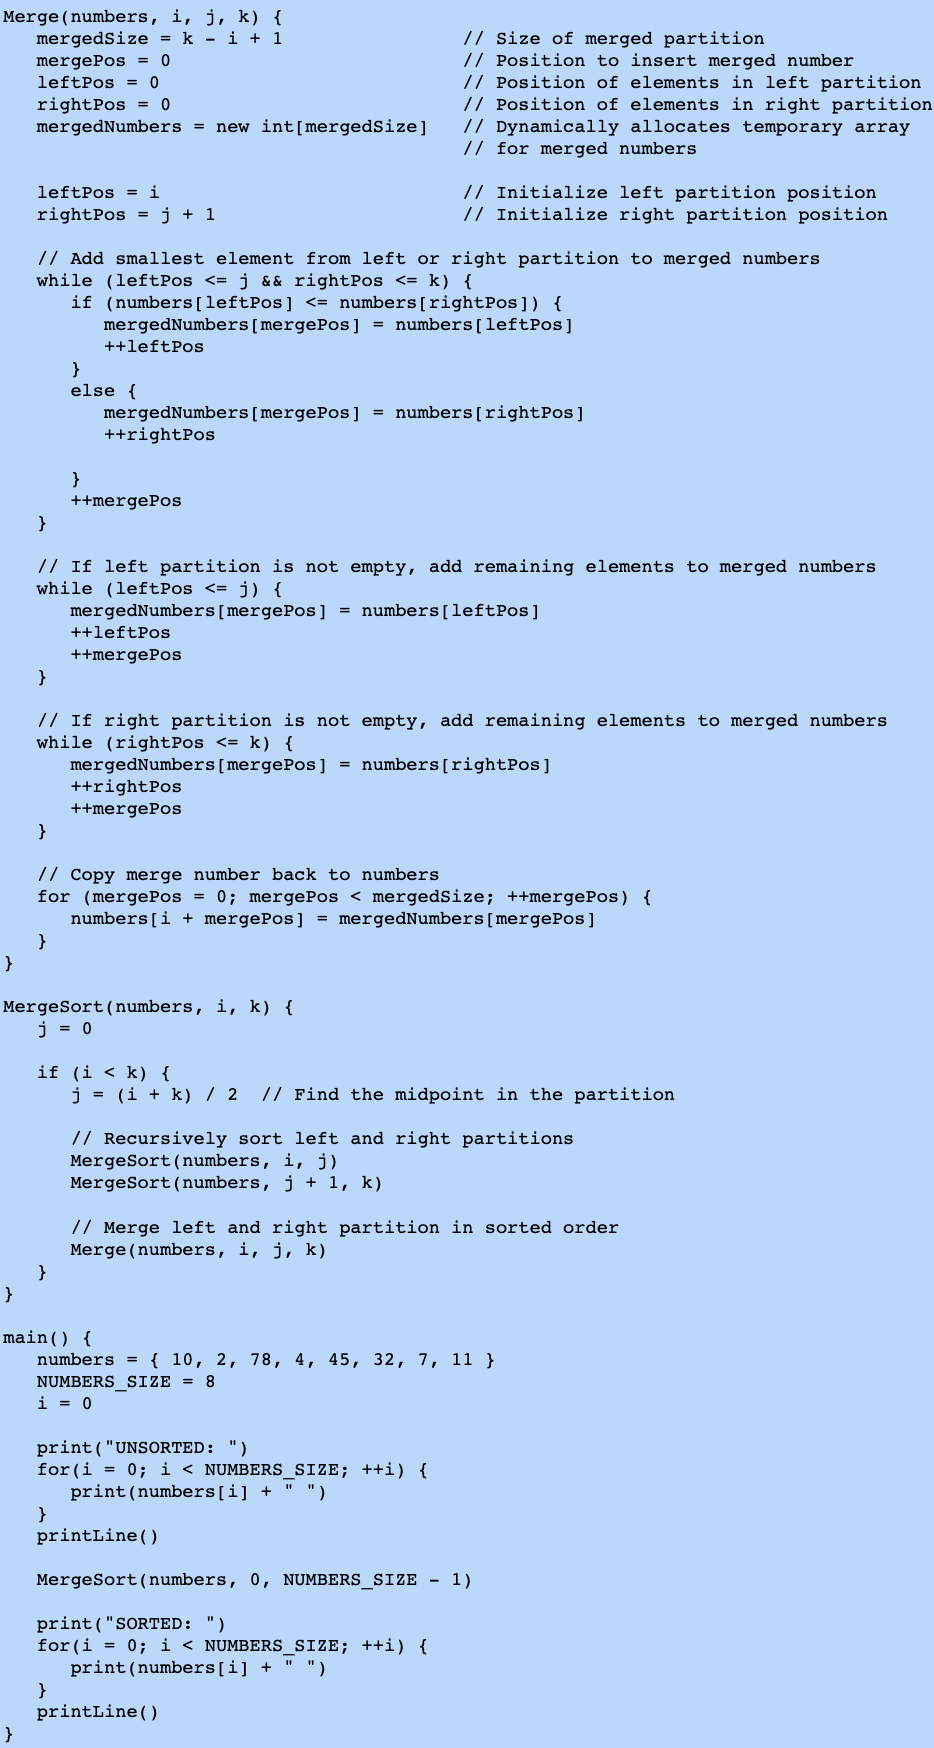 Merge(numbers, i, j, k) {
   mergedSize = k - i + 1                // Size of merged partition
   mergePos = 0                          // Position to insert merged number
   leftPos = 0                           // Position of elements in left partition
   rightPos = 0                          // Position of elements in right partition
   mergedNumbers = new int[mergedSize]   // Dynamically allocates temporary array
                                         // for merged numbers

   leftPos = i                           // Initialize left partition position
   rightPos = j + 1                      // Initialize right partition position

   // Add smallest element from left or right partition to merged numbers
   while (leftPos <= j && rightPos <= k) {
      if (numbers[leftPos] <= numbers[rightPos]) {
         mergedNumbers[mergePos] = numbers[leftPos]
         ++leftPos
      }
      else {
         mergedNumbers[mergePos] = numbers[rightPos]
         ++rightPos

      }
      ++mergePos
   }

   // If left partition is not empty, add remaining elements to merged numbers
   while (leftPos <= j) {
      mergedNumbers[mergePos] = numbers[leftPos]
      ++leftPos
      ++mergePos
   }

   // If right partition is not empty, add remaining elements to merged numbers
   while (rightPos <= k) {
      mergedNumbers[mergePos] = numbers[rightPos]
      ++rightPos
      ++mergePos
   }

   // Copy merge number back to numbers
   for (mergePos = 0; mergePos < mergedSize; ++mergePos) {
      numbers[i + mergePos] = mergedNumbers[mergePos]
   }
}

MergeSort(numbers, i, k) {
   j = 0

   if (i < k) {
      j = (i + k) / 2  // Find the midpoint in the partition

      // Recursively sort left and right partitions
      MergeSort(numbers, i, j)
      MergeSort(numbers, j + 1, k)

      // Merge left and right partition in sorted order
      Merge(numbers, i, j, k)
   }
}

main() {
   numbers = { 10, 2, 78, 4, 45, 32, 7, 11 }
   NUMBERS_SIZE = 8
   i = 0

   print("UNSORTED: ")
   for(i = 0; i < NUMBERS_SIZE; ++i) {
      print(numbers[i] + " ")
   }
   printLine()

   MergeSort(numbers, 0, NUMBERS_SIZE - 1)

   print("SORTED: ")
   for(i = 0; i < NUMBERS_SIZE; ++i) {
      print(numbers[i] + " ")
   }
   printLine()
}